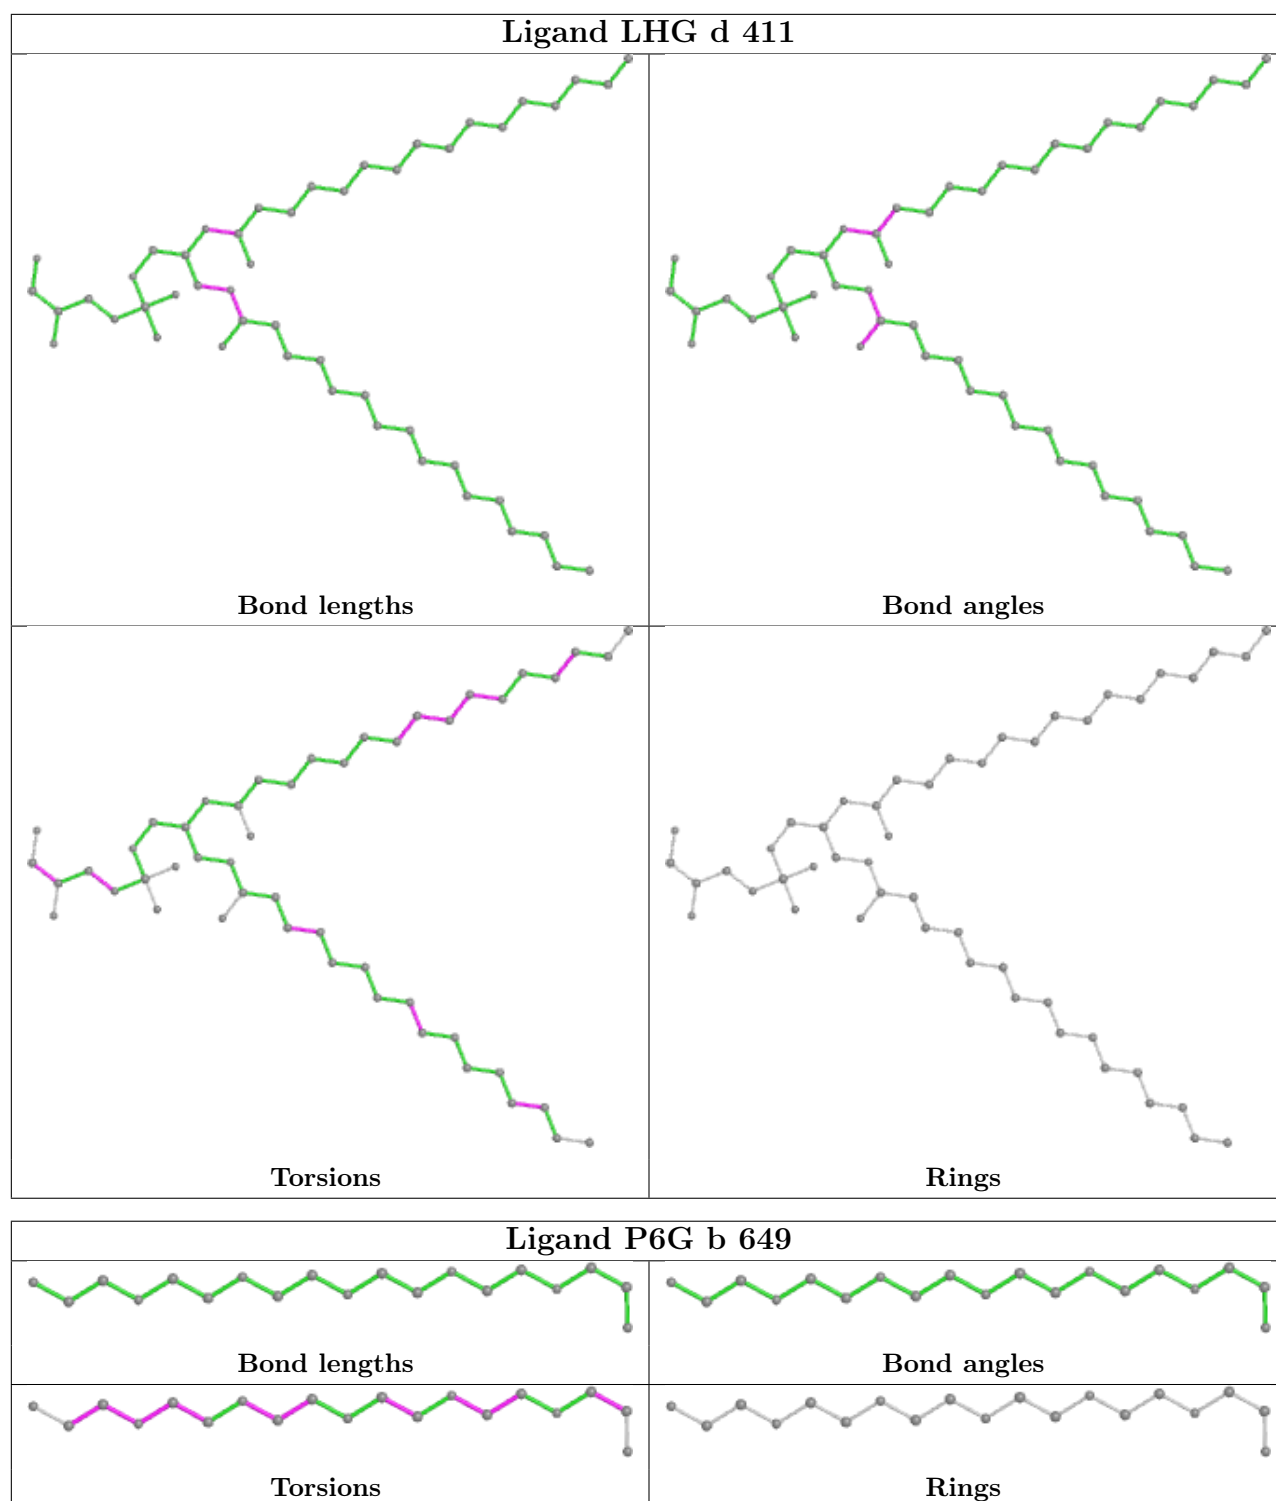 Ligand LHG d 411
Bond lengths
Bond angles
Torsions
Rings
Ligand P6G b 649
Bond lengths
Bond angles
Torsions
Rings